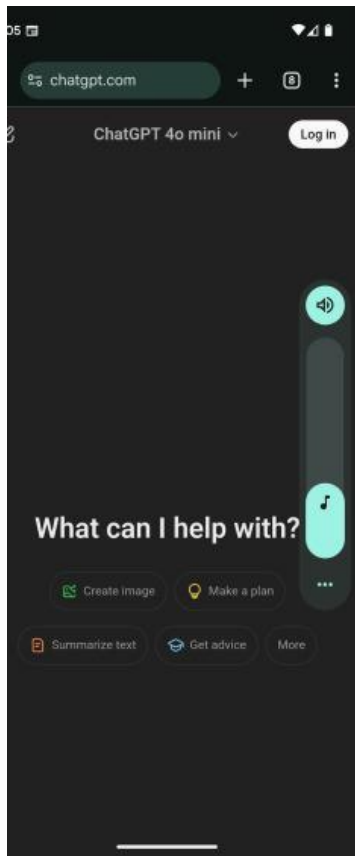 05
chatgpt.com
8
ChatGPT 4o mini
Log in
What can I help with?
Create image
Make a plan
Summarize text
Get advice
More